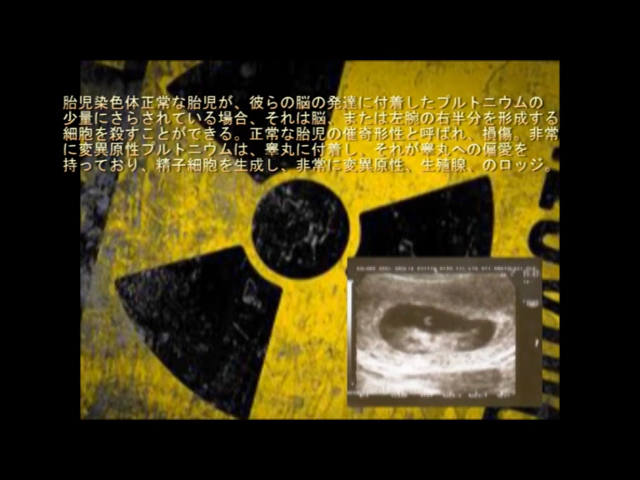 胎児染色体正常な胎児が、彼らの脳の発達に付着したプルトニウムの
少量にさらされている場合、それは脳、または左腕の右半分を形成する
細胞を殺すことができる。正常な胎児の催奇形性と呼ばれ、損傷。非常
に変異原性プルトニウムは、睾丸に付着し、それが睾丸への偏愛を
持っており、精子細胞を生成し、非常に変異原性、生殖腺、のロッジ。